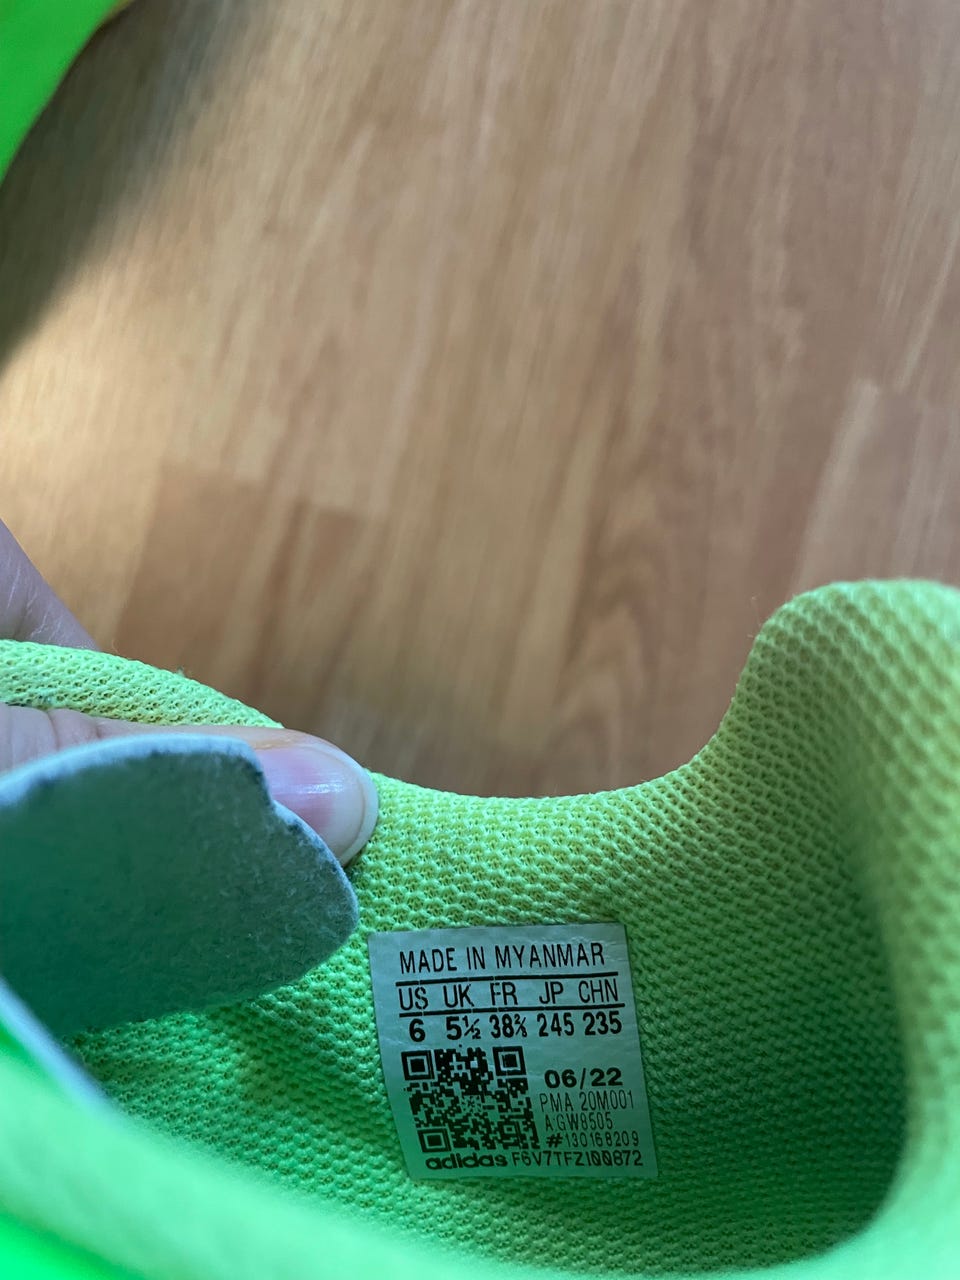 MADE IN MYANMAR
US UK FR JP CHN
6 5½ 38⅔ 245 235
06/22
PMA 20M001
A:GW8505
#130168209
adidas F6V7TFZI00872